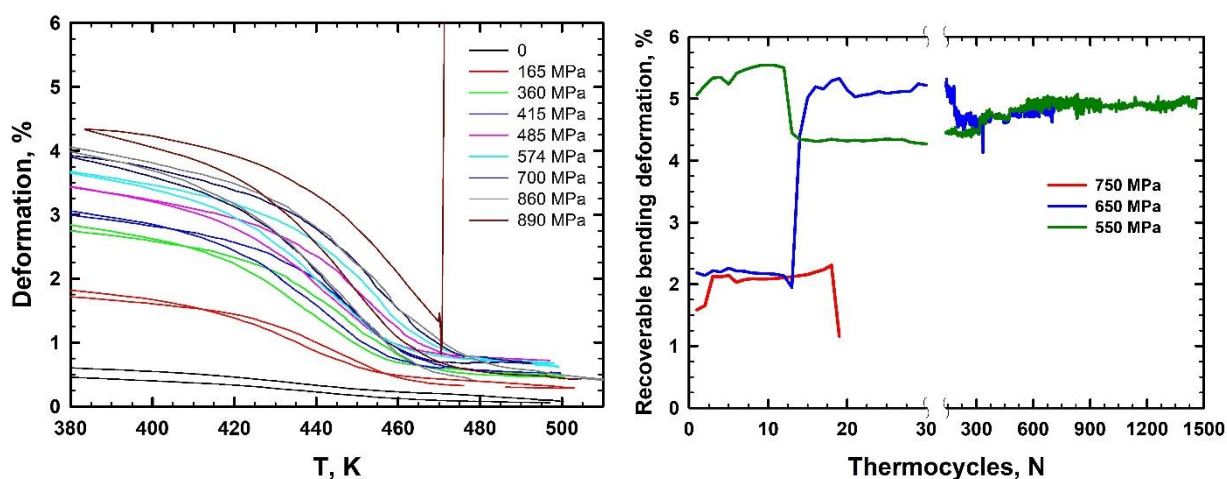 6
5
4
3
2
1
0
Deformation, %
380 400 420 440 460 480 500
T, K
0
165 MPa
360 MPa
415 MPa
485 MPa
574 MPa
700 MPa
860 MPa
890 MPa
6
5
4
3
2
1
0
Recoverable bending deformation, %
0 10 20 30 300 600 900 1200 1500
Thermocycles, N
750 MPa
650 MPa
550 MPa